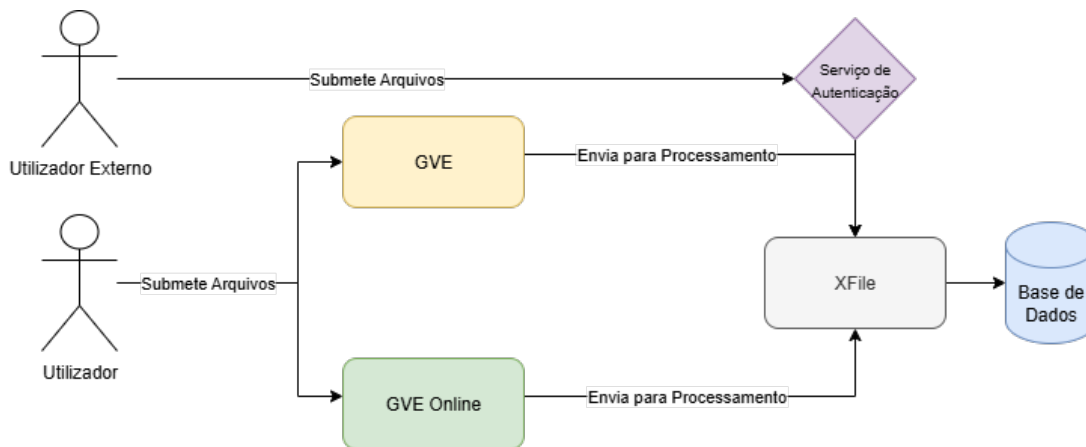 Submete Arquivos
Serviço de
Autenticação
Utilizador Externo
GVE
Envia para Processamento
Submete Arquivos
Utilizador
XFile
Base de
Dados
GVE Online
Envia para Processamento